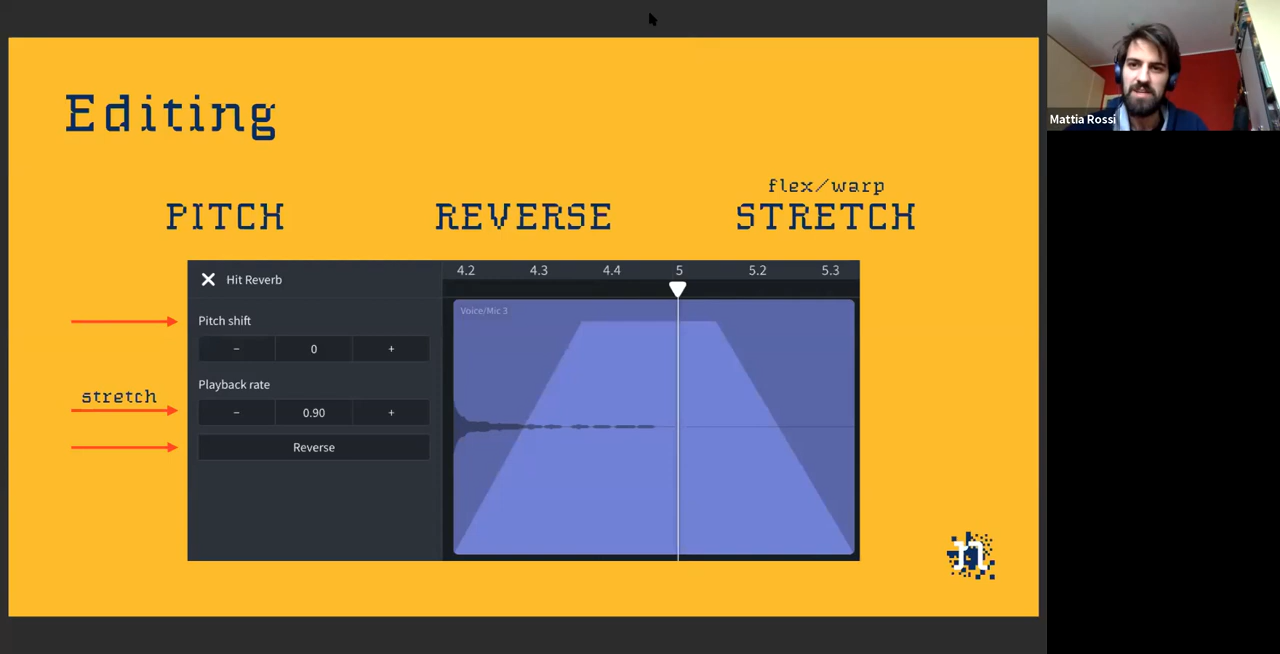 Editing
flex/warp
PITCH REVERSE STRETCH
Hit Reverb
4.2 4.3 4.4 5 5.2 5.3
Voice/Mic 3
Pitch shift
− 0 +
Playback rate
stretch
− 0.90 +
Reverse
n
Mattia Rossi